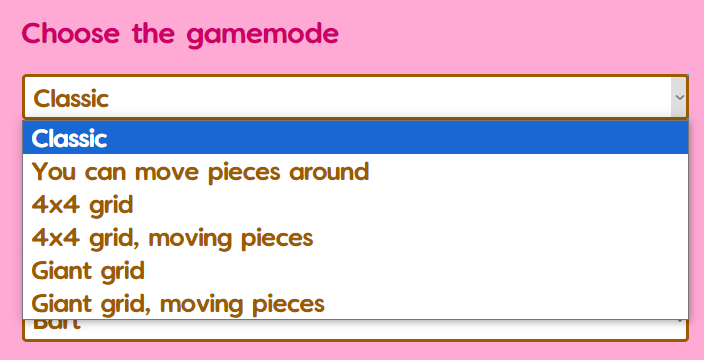 Choose the gamemode
Classic
Classic
You can move pieces around
4x4 grid
4x4 grid, moving pieces
Giant grid
Giant grid, moving pieces
Bart